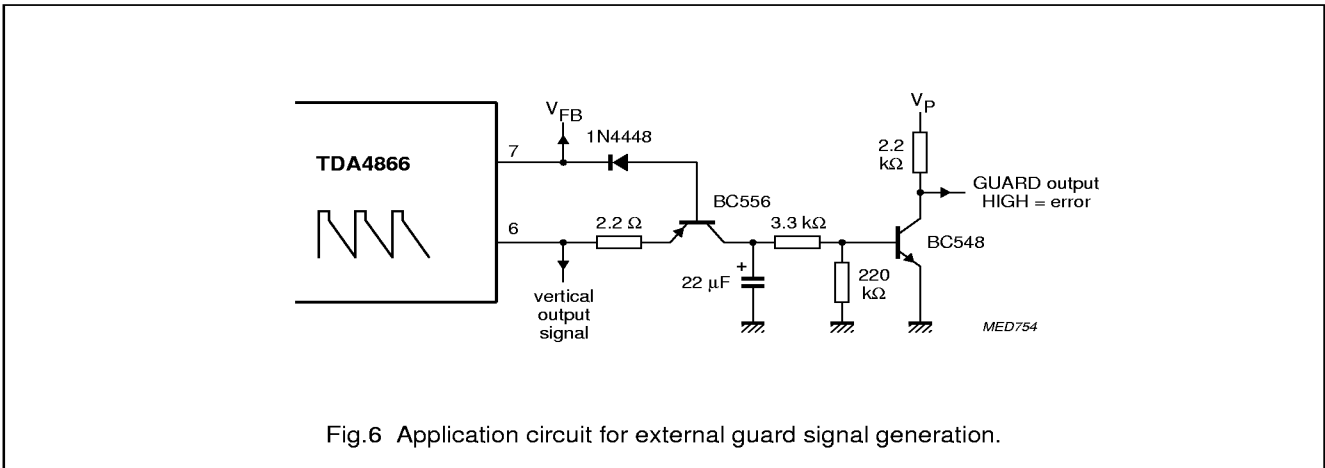 V_FB
1N4448
7
TDA4866
6
2.2 Ω
vertical
output
signal
BC556
22 μF
+
3.3 kΩ
220
kΩ
V_P
2.2
kΩ
GUARD output
HIGH = error
BC548
MED754
Fig.6 Application circuit for external guard signal generation.